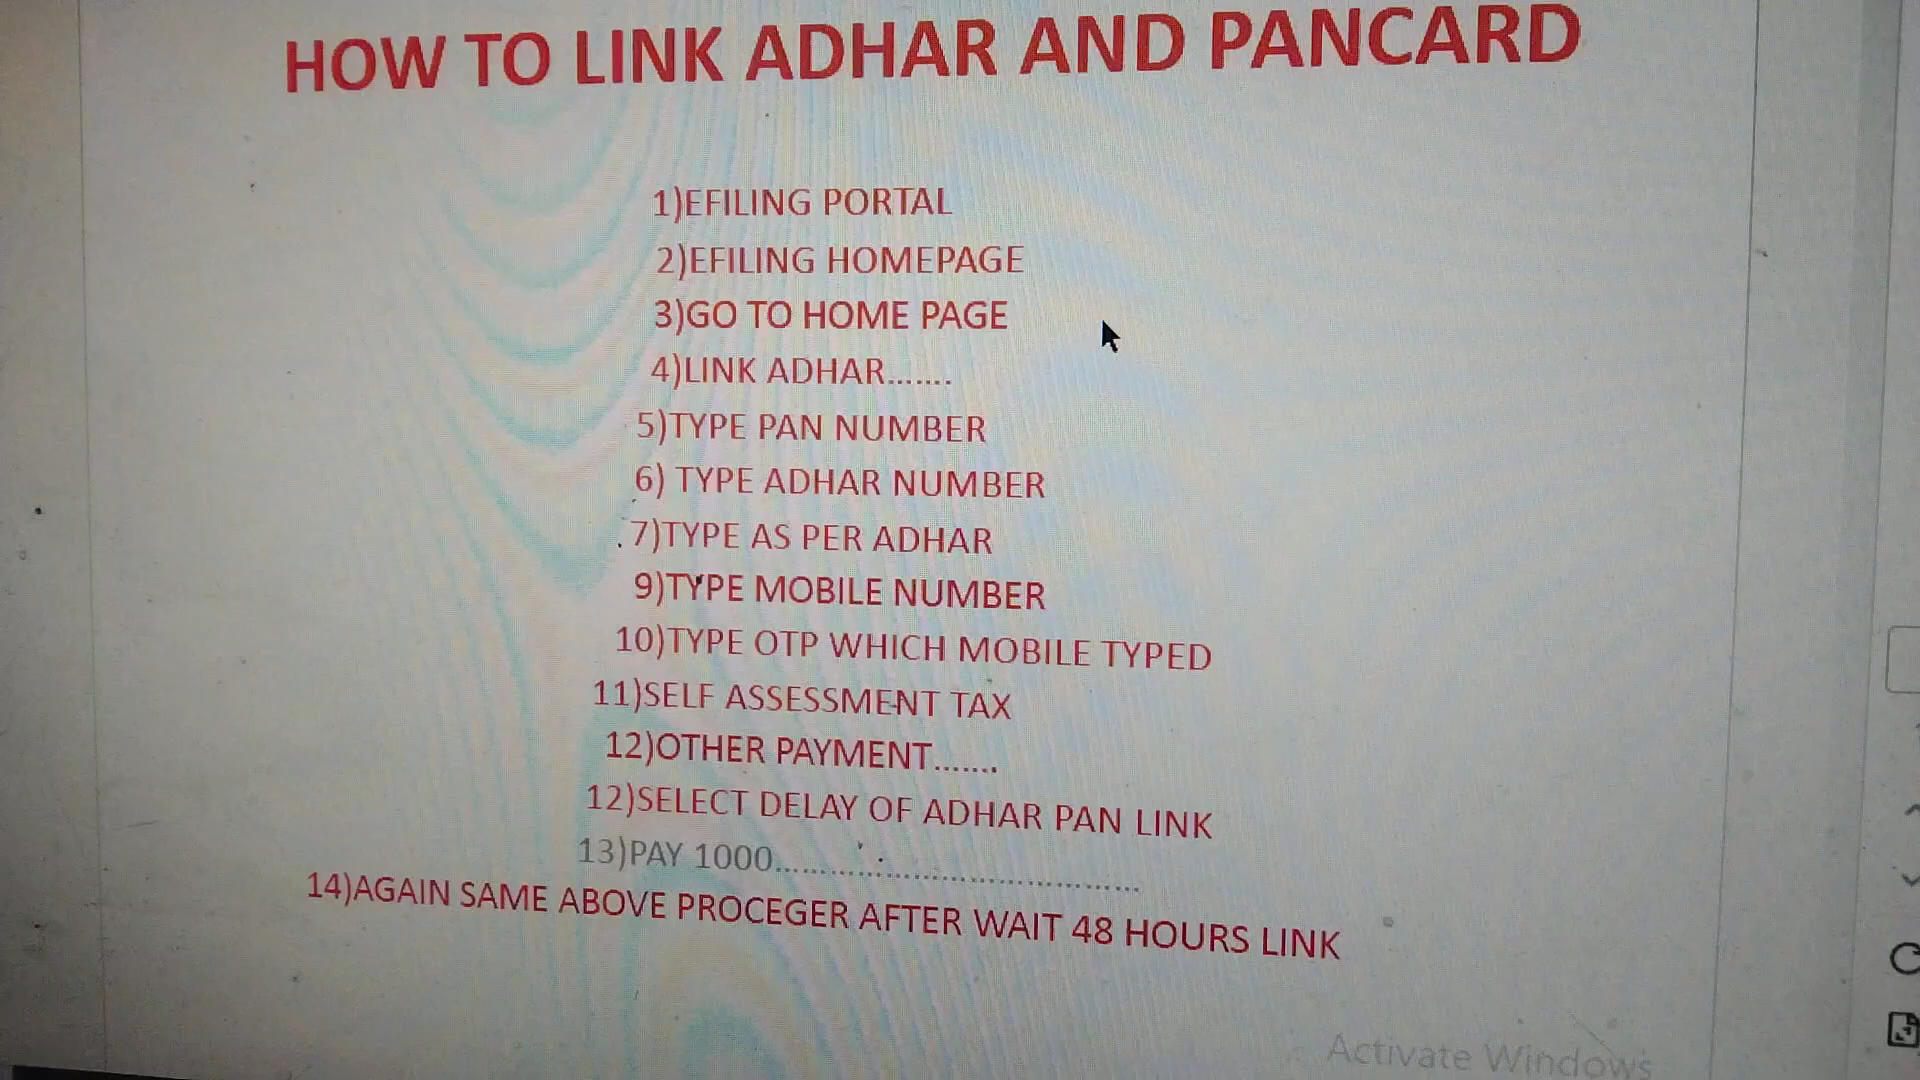 HOW TO LINK ADHAR AND PANCARD
1)EFILING PORTAL
2)EFILING HOMEPAGE
3)GO TO HOME PAGE
4)LINK ADHAR.......
5)TYPE PAN NUMBER
6) TYPE ADHAR NUMBER
.7)TYPE AS PER ADHAR
9)TYPE MOBILE NUMBER
10)TYPE OTP WHICH MOBILE TYPED
11)SELF ASSESSMENT TAX
12)OTHER PAYMENT.......
12)SELECT DELAY OF ADHAR PAN LINK
13)PAY 1000.............................................
14)AGAIN SAME ABOVE PROCEGER AFTER WAIT 48 HOURS LINK
Activate Windows